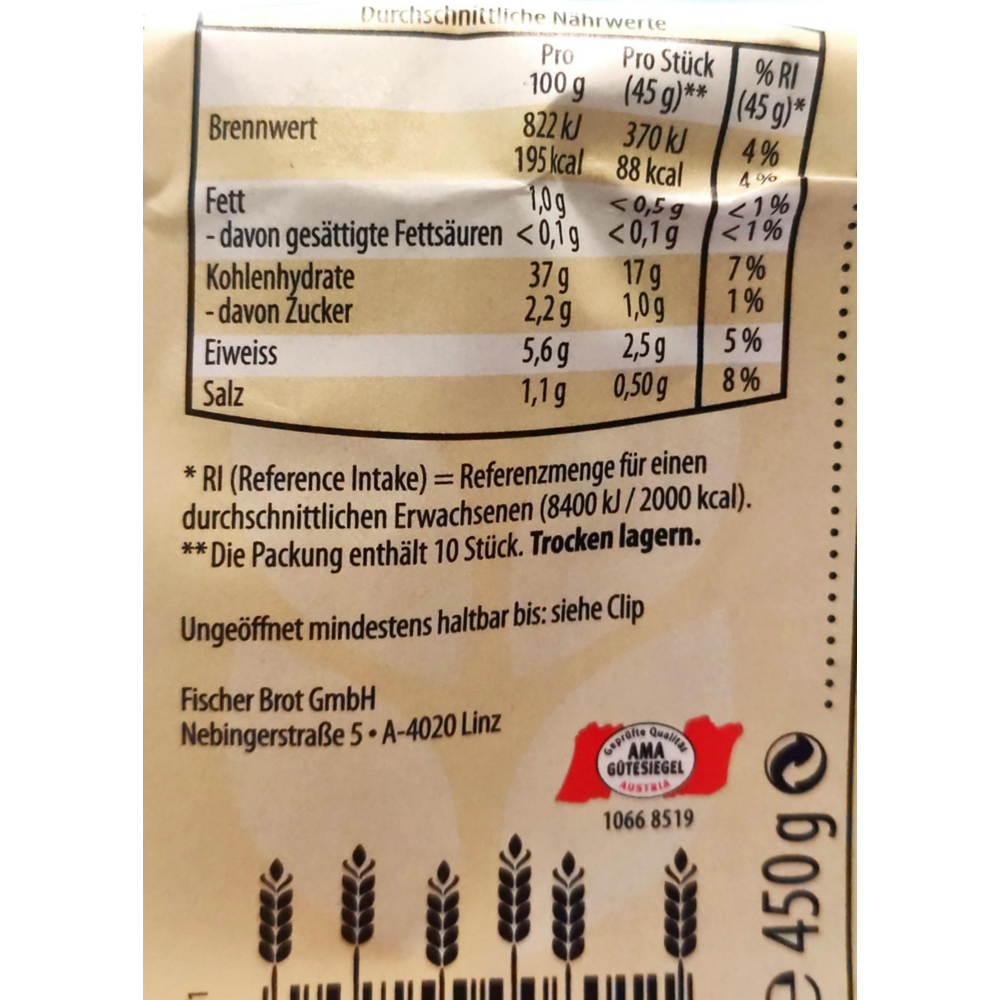 Durchschnittliche Nährwerte
Pro 100 g Pro Stück (45 g)** % RI (45 g)*
Brennwert 822 kJ 370 kJ 4 %
195 kcal 88 kcal 4 %
Fett 1,0 g < 0,5 g < 1 %
- davon gesättigte Fettsäuren < 0,1 g < 0,1 g < 1 %
Kohlenhydrate 37 g 17 g 7 %
- davon Zucker 2,2 g 1,0 g 1 %
Eiweiss 5,6 g 2,5 g 5 %
Salz 1,1 g 0,50 g 8 %
* RI (Reference Intake) = Referenzmenge für einen
durchschnittlichen Erwachsenen (8400 kJ / 2000 kcal).
** Die Packung enthält 10 Stück. Trocken lagern.
Ungeöffnet mindestens haltbar bis: siehe Clip
Fischer Brot GmbH
Nebingerstraße 5 • A-4020 Linz
Geprüfte Qualität
AMA
GÜTESIEGEL
AUSTRIA
1066 8519
e 450 g
1